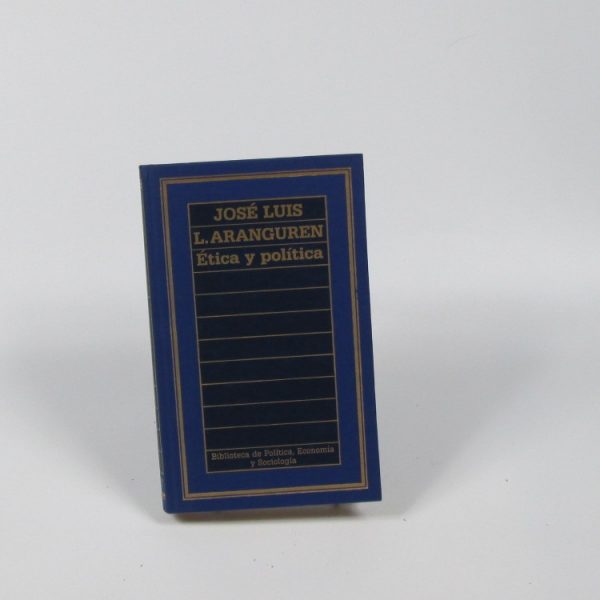 JOSÉ LUIS
L. ARANGUREN
Ética y política
Biblioteca de Política, Economía
y Sociología